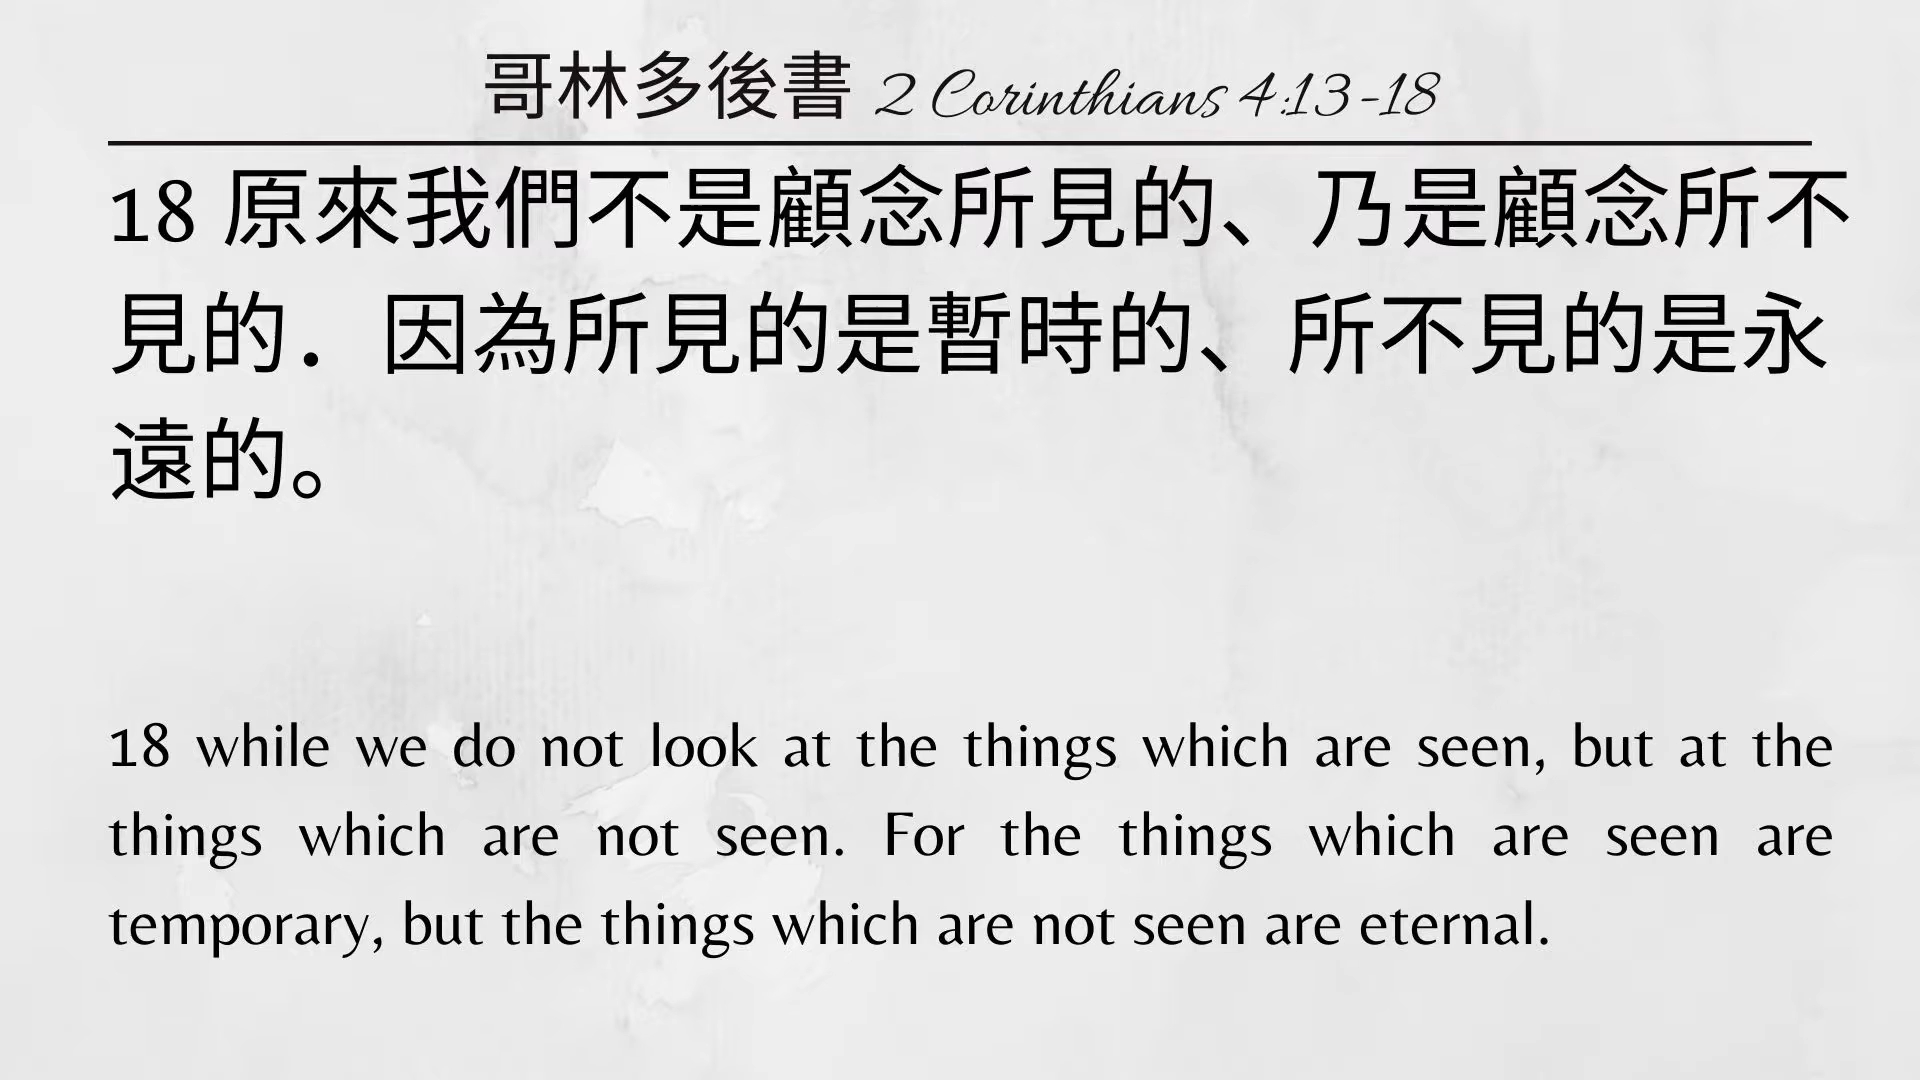 哥林多後書 2 Corinthians 4:13-18
18 原來我們不是顧念所見的、乃是顧念所不
見的．因為所見的是暫時的、所不見的是永
遠的。
18 while we do not look at the things which are seen, but at the
things which are not seen. For the things which are seen are
temporary, but the things which are not seen are eternal.